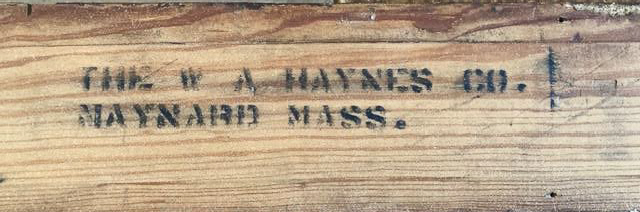 THE W A HAYNES CO.
MAYNARD MASS.